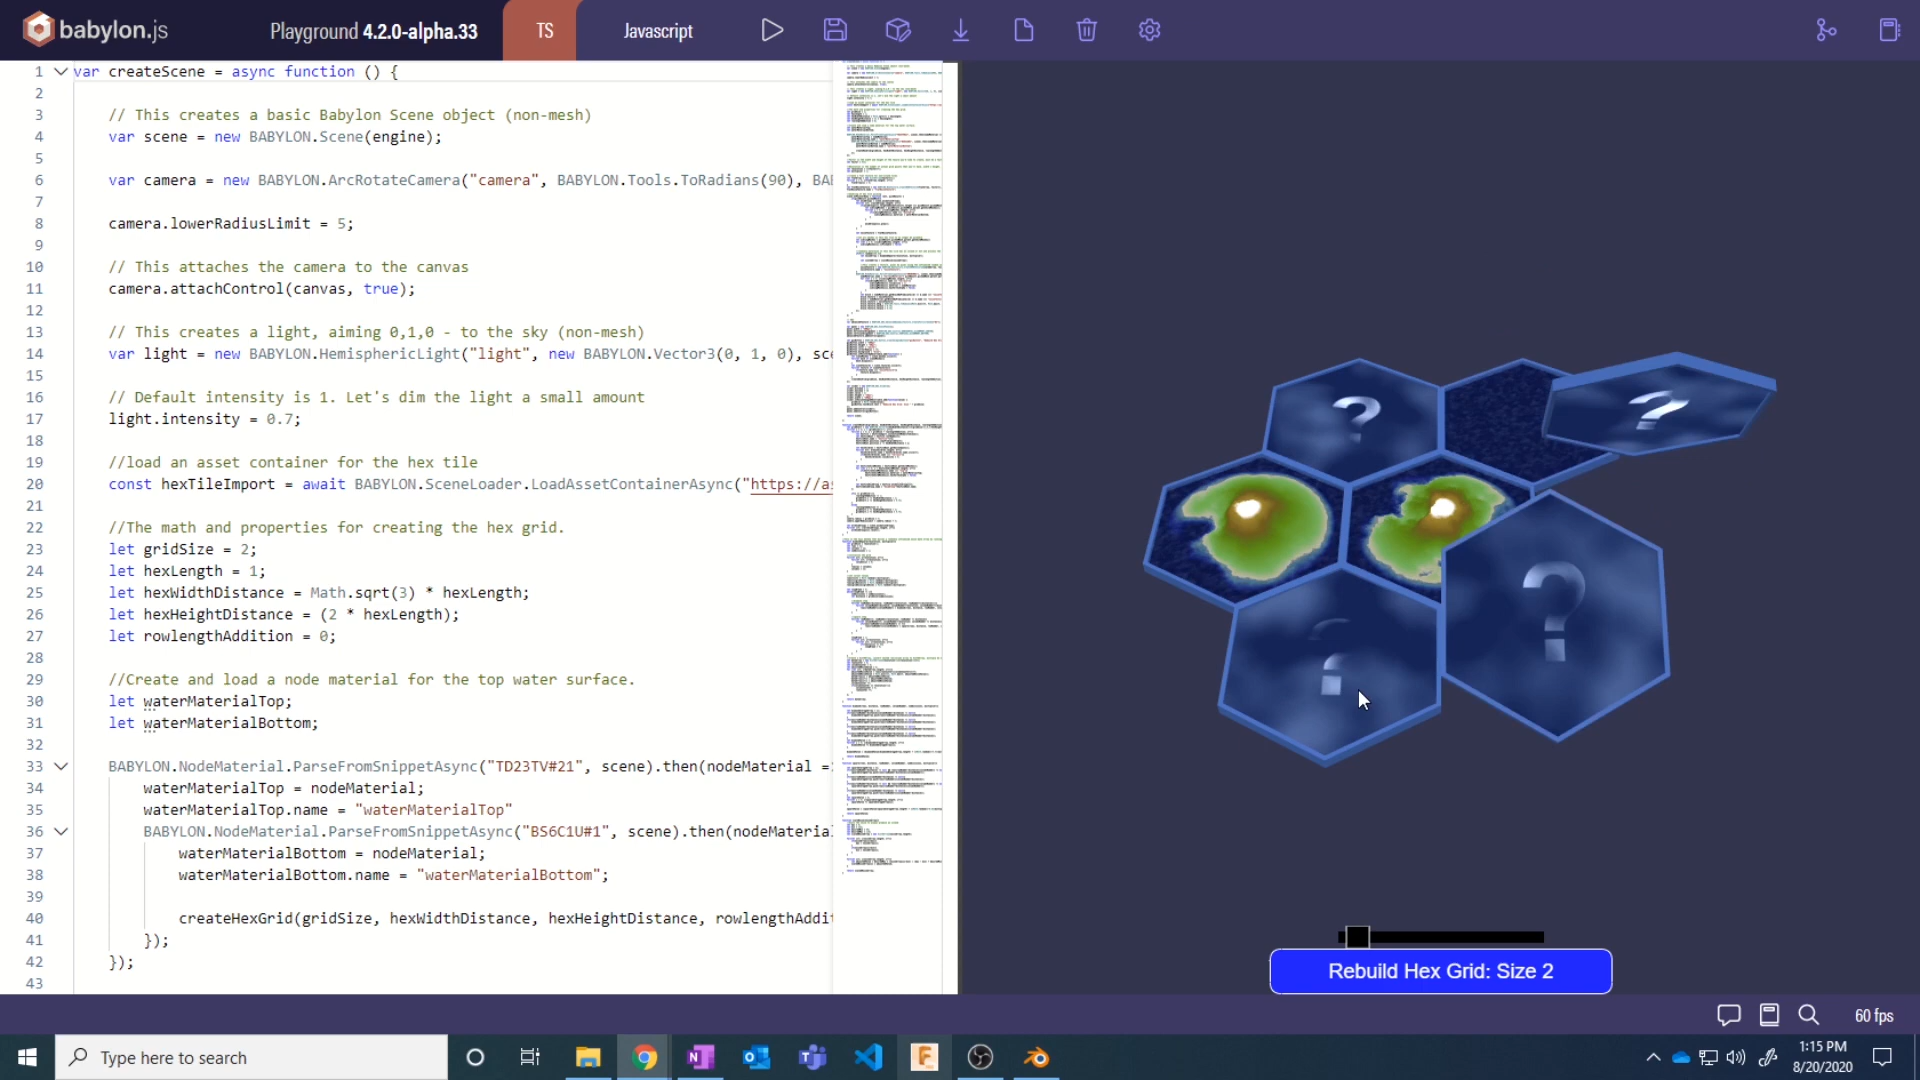 babylon.js
Playground 4.2.0-alpha.33
TS
Javascript
1 var createScene = async function () {
2
3 // This creates a basic Babylon Scene object (non-mesh)
4 var scene = new BABYLON.Scene(engine);
5
6 var camera = new BABYLON.ArcRotateCamera("camera", BABYLON.Tools.ToRadians(90), BA
7
8 camera.lowerRadiusLimit = 5;
9
10 // This attaches the camera to the canvas
11 camera.attachControl(canvas, true);
12
13 // This creates a light, aiming 0,1,0 - to the sky (non-mesh)
14 var light = new BABYLON.HemisphericLight("light", new BABYLON.Vector3(0, 1, 0), sce
15
16 // Default intensity is 1. Let's dim the light a small amount
17 light.intensity = 0.7;
18
19 //load an asset container for the hex tile
20 const hexTileImport = await BABYLON.SceneLoader.LoadAssetContainerAsync("https://as
21
22 //The math and properties for creating the hex grid.
23 let gridSize = 2;
24 let hexLength = 1;
25 let hexWidthDistance = Math.sqrt(3) * hexLength;
26 let hexHeightDistance = (2 * hexLength);
27 let rowlengthAddition = 0;
28
29 //Create and load a node material for the top water surface.
30 let waterMaterialTop;
31 let waterMaterialBottom;
32
33 BABYLON.NodeMaterial.ParseFromSnippetAsync("TD23TV#21", scene).then(nodeMaterial =
34 waterMaterialTop = nodeMaterial;
35 waterMaterialTop.name = "waterMaterialTop"
36 BABYLON.NodeMaterial.ParseFromSnippetAsync("BS6C1U#1", scene).then(nodeMateria
37 waterMaterialBottom = nodeMaterial;
38 waterMaterialBottom.name = "waterMaterialBottom";
39
40 createHexGrid(gridSize, hexWidthDistance, hexHeightDistance, rowlengthAddit
41 });
42 });
43
?
?
?
?
Rebuild Hex Grid: Size 2
60 fps
Type here to search
1:15 PM
8/20/2020